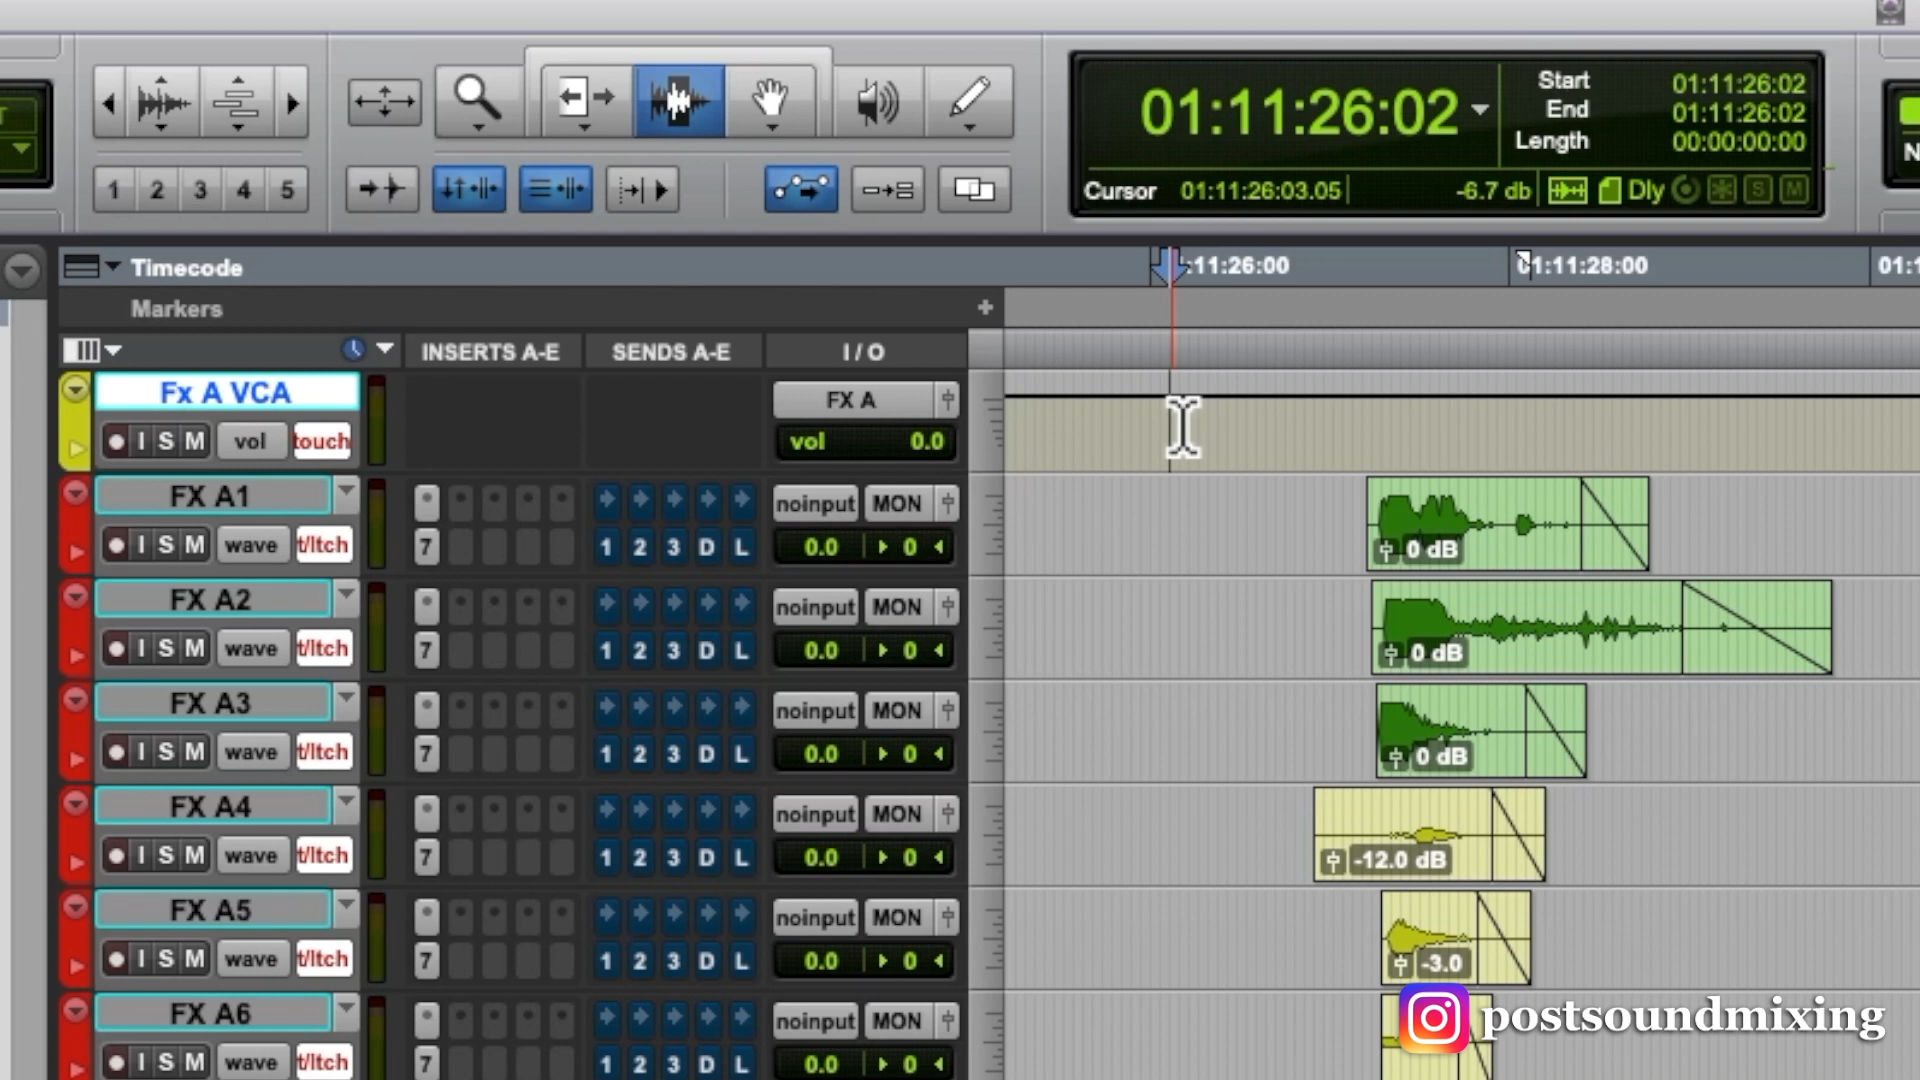 01:11:26:02
Start 01:11:26:02
End 01:11:26:02
Length 00:00:00:00
1 2 3 4 5
Cursor 01:11:26:03.05 -6.7 db Dly S M
N
Timecode
:11:26:00 01:11:28:00 01:1
Markers +
INSERTS A-E SENDS A-E I / O
Fx A VCA FX A
I S M vol touch vol 0.0
FX A1 noinput MON
I S M wave t/ltch 7 1 2 3 D L 0.0 0 0 dB
FX A2 noinput MON
I S M wave t/ltch 7 1 2 3 D L 0.0 0 0 dB
FX A3 noinput MON
I S M wave t/ltch 7 1 2 3 D L 0.0 0 0 dB
FX A4 noinput MON
I S M wave t/ltch 7 1 2 3 D L 0.0 0 -12.0 dB
FX A5 noinput MON
I S M wave t/ltch 7 1 2 3 D L 0.0 0 -3.0
FX A6 noinput MON postsoundmixing
I S M wave t/ltch 7 1 2 3 D L 0.0 0